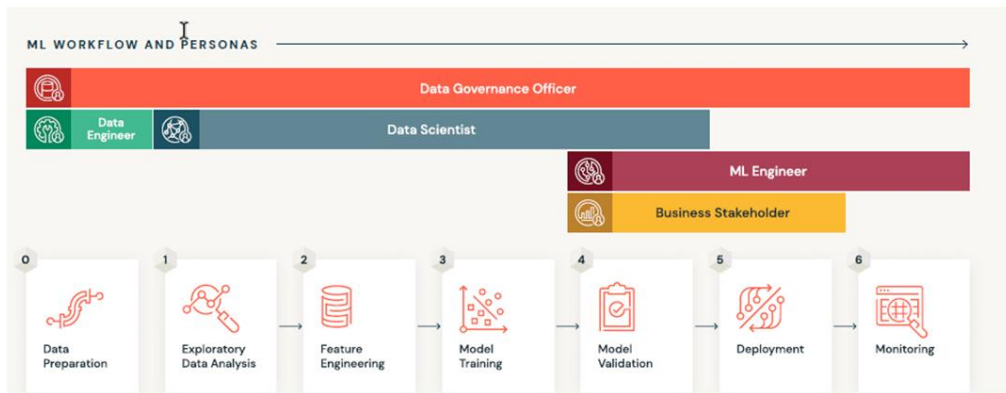 ML WORKFLOW AND PERSONAS
Data Governance Officer
Data
Engineer
Data Scientist
ML Engineer
Business Stakeholder
0
Data
Preparation
1
Exploratory
Data Analysis
2
Feature
Engineering
3
Model
Training
4
Model
Validation
5
Deployment
6
Monitoring